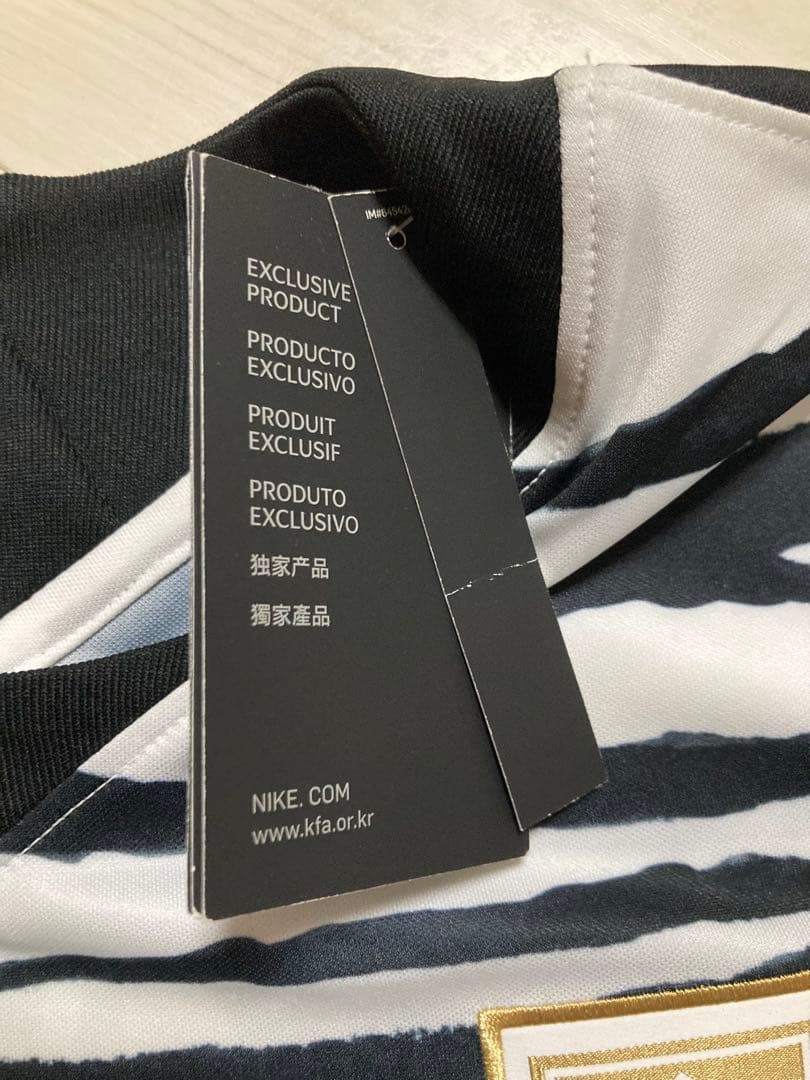 EXCLUSIVE
PRODUCT
PRODUCTO
EXCLUSIVO
PRODUIT
EXCLUSIF
PRODUTO
EXCLUSIVO
独家产品
獨家產品
NIKE. COM
www.kfa.or.kr